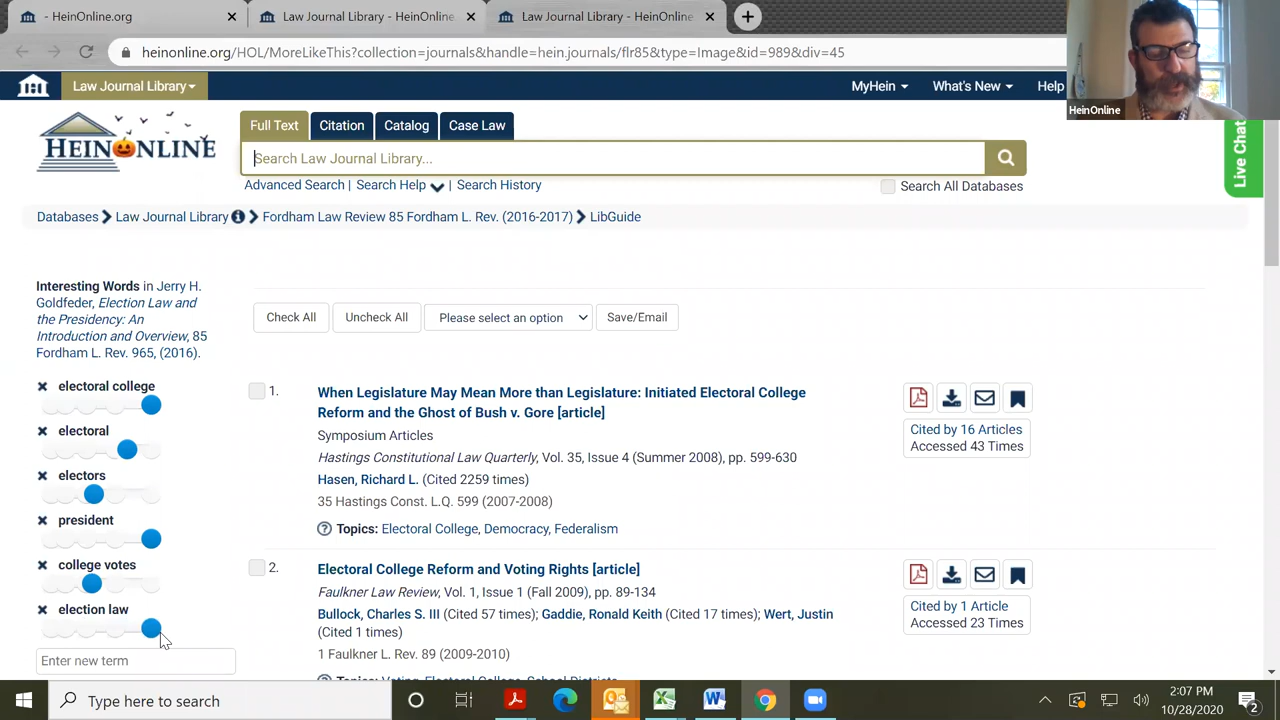 - HeinOnline.org
Law Journal Library - HeinOnline.
Law Journal Library - HeinOnline
heinonline.org/HOL/MoreLikeThis?collection=journals&handle=hein.journals/flr85&type=Image&id=989&div=45
HeinOnline
Law Journal Library
MyHein
What's New
Help
HEINONLINE
Full Text
Citation
Catalog
Case Law
Search Law Journal Library...
Advanced Search | Search Help | Search History
Search All Databases
Live Chat
Databases Law Journal Library Fordham Law Review 85 Fordham L. Rev. (2016-2017) LibGuide
Interesting Words in Jerry H.
Goldfeder, Election Law and
the Presidency: An
Introduction and Overview, 85
Fordham L. Rev. 965, (2016).
electoral college
electoral
electors
president
college votes
election law
Enter new term
Check All
Uncheck All
Please select an option
Save/Email
1.
When Legislature May Mean More than Legislature: Initiated Electoral College
Reform and the Ghost of Bush v. Gore [article]
Symposium Articles
Hastings Constitutional Law Quarterly, Vol. 35, Issue 4 (Summer 2008), pp. 599-630
Hasen, Richard L. (Cited 2259 times)
35 Hastings Const. L.Q. 599 (2007-2008)
Topics: Electoral College, Democracy, Federalism
Cited by 16 Articles
Accessed 43 Times
2.
Electoral College Reform and Voting Rights [article]
Faulkner Law Review, Vol. 1, Issue 1 (Fall 2009), pp. 89-134
Bullock, Charles S. III (Cited 57 times); Gaddie, Ronald Keith (Cited 17 times); Wert, Justin
(Cited 1 times)
1 Faulkner L. Rev. 89 (2009-2010)
Topics: Voting, Electoral College, School Districts
Cited by 1 Article
Accessed 23 Times
Type here to search
2:07 PM
10/28/2020
2